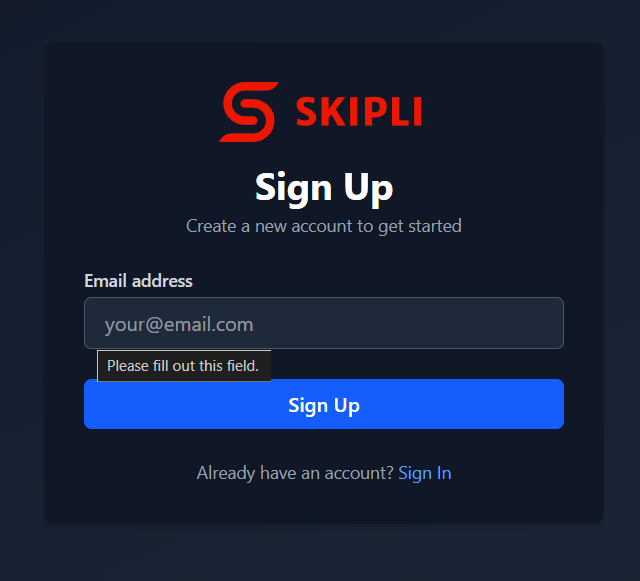 SKIPLI
Sign Up
Create a new account to get started
Email address
your@email.com
Please fill out this field.
Sign Up
Already have an account? Sign In